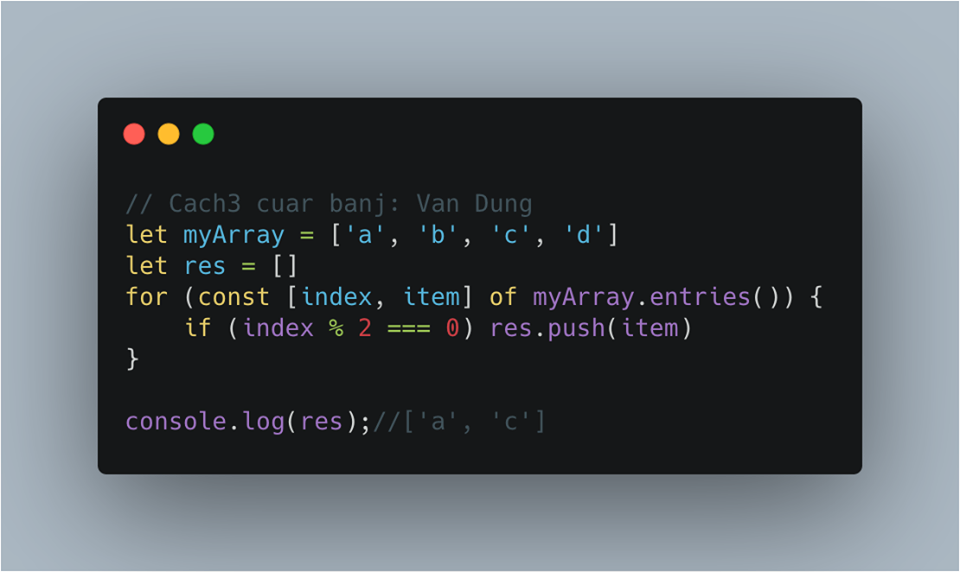 // Cach3 cuar banj: Van Dung
let myArray = ['a', 'b', 'c', 'd']
let res = []
for (const [index, item] of myArray.entries()) {
    if (index % 2 === 0) res.push(item)
}
console.log(res);//['a', 'c']